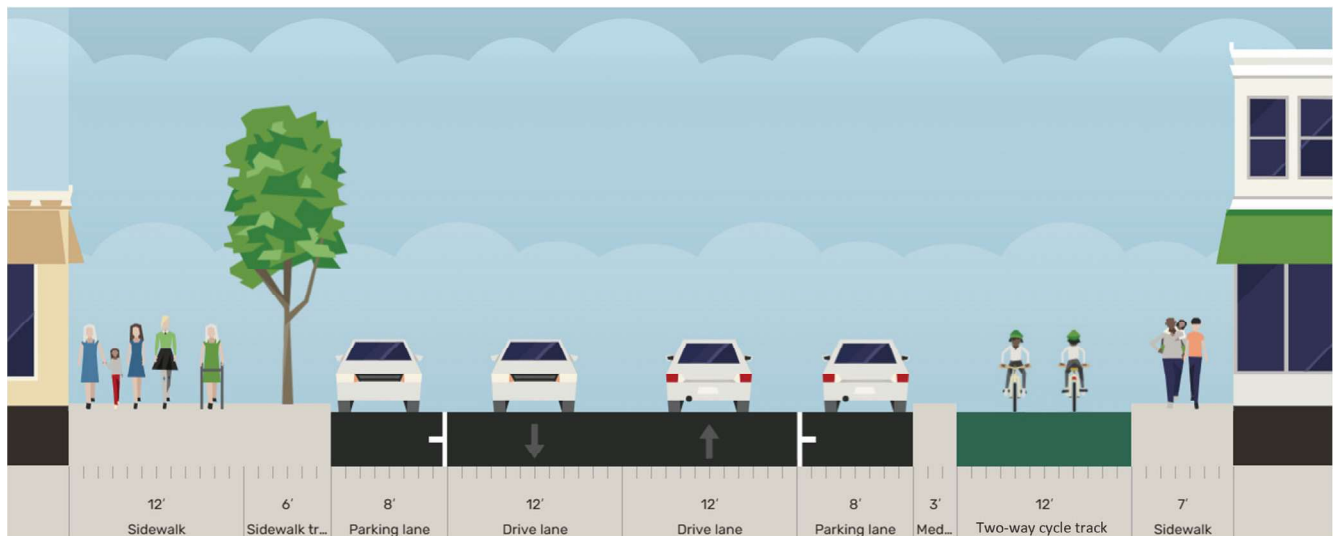 12′ 6′ 8′ 12′ 12′ 8′ 3′ 12′ 7′
Sidewalk Sidewalk tr... Parking lane Drive lane Drive lane Parking lane Med... Two-way cycle track Sidewalk